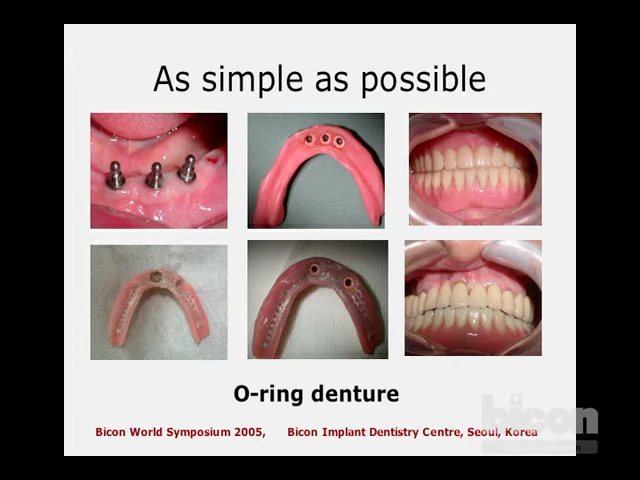 As simple as possible
O-ring denture
Bicon World Symposium 2005, Bicon Implant Dentistry Centre, Seoul, Korea
bicon